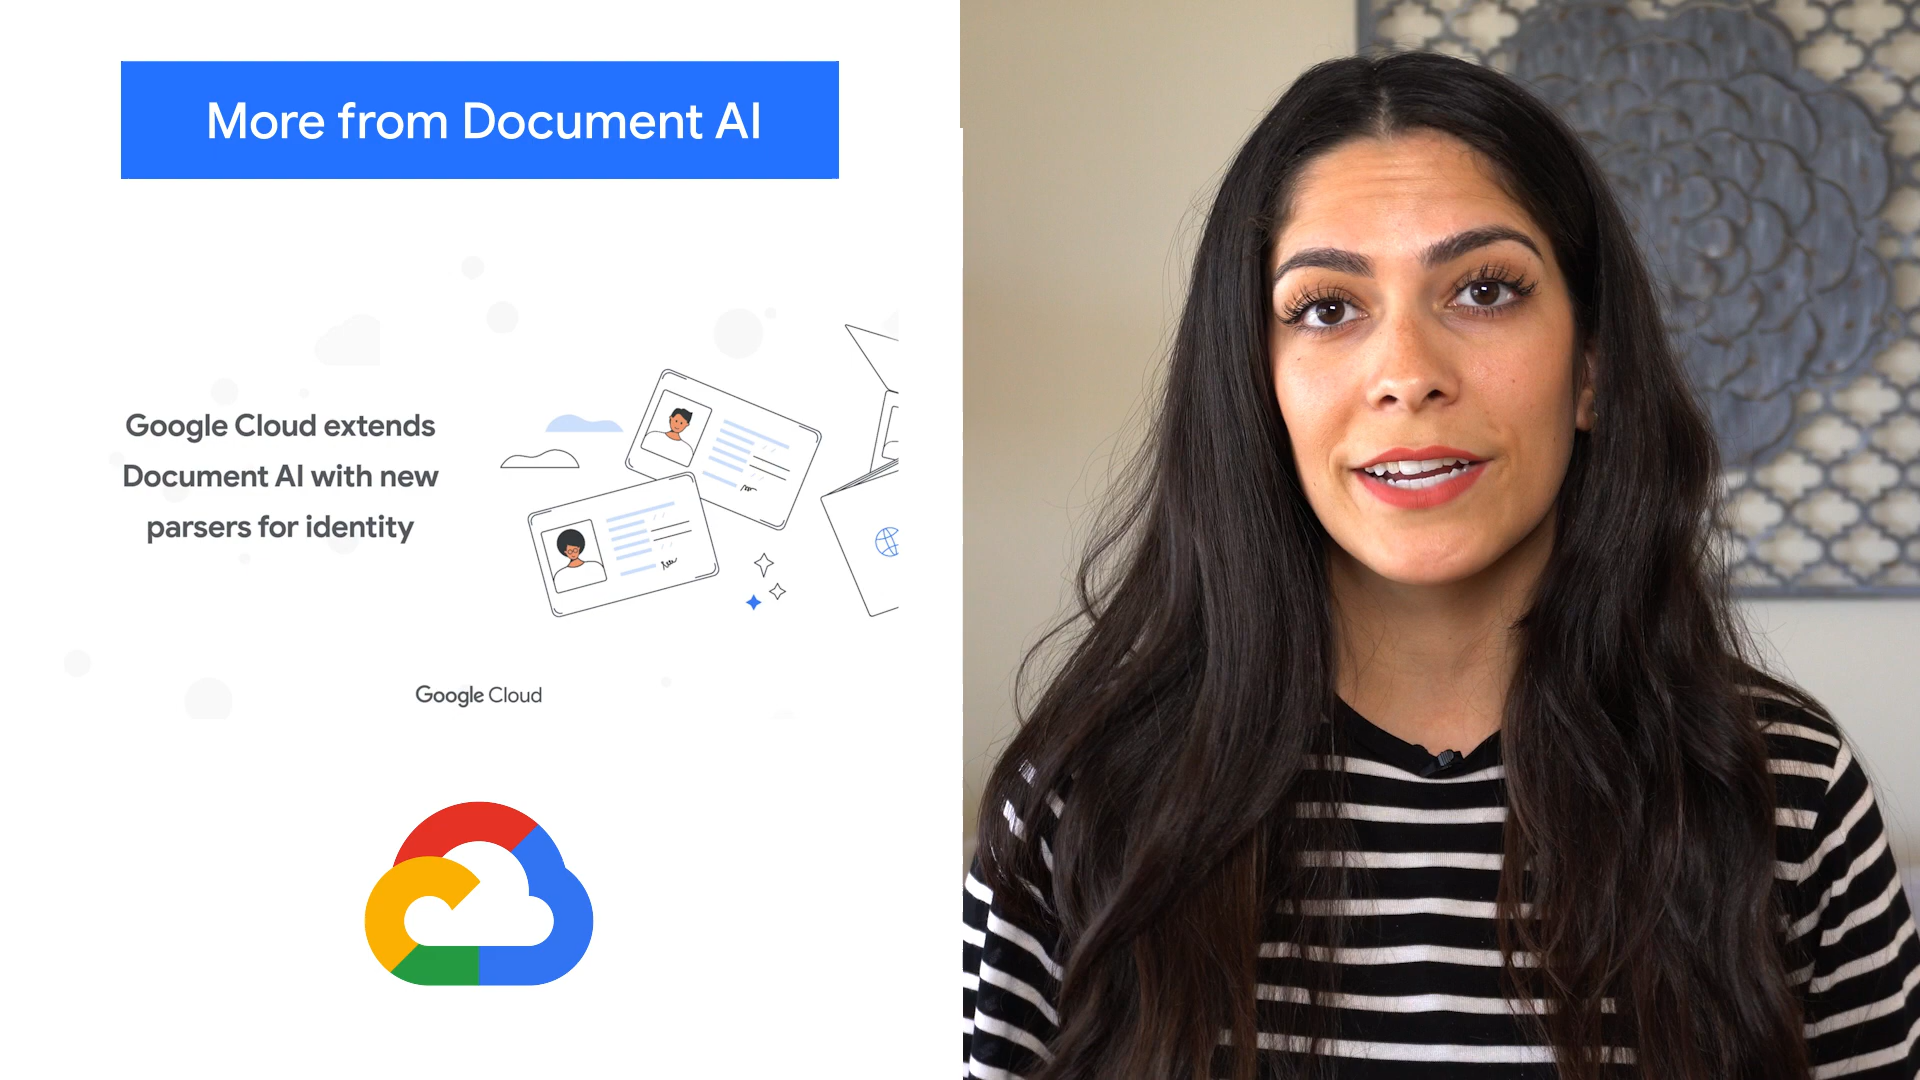 More from Document AI
Google Cloud extends
Document AI with new
parsers for identity
Google Cloud